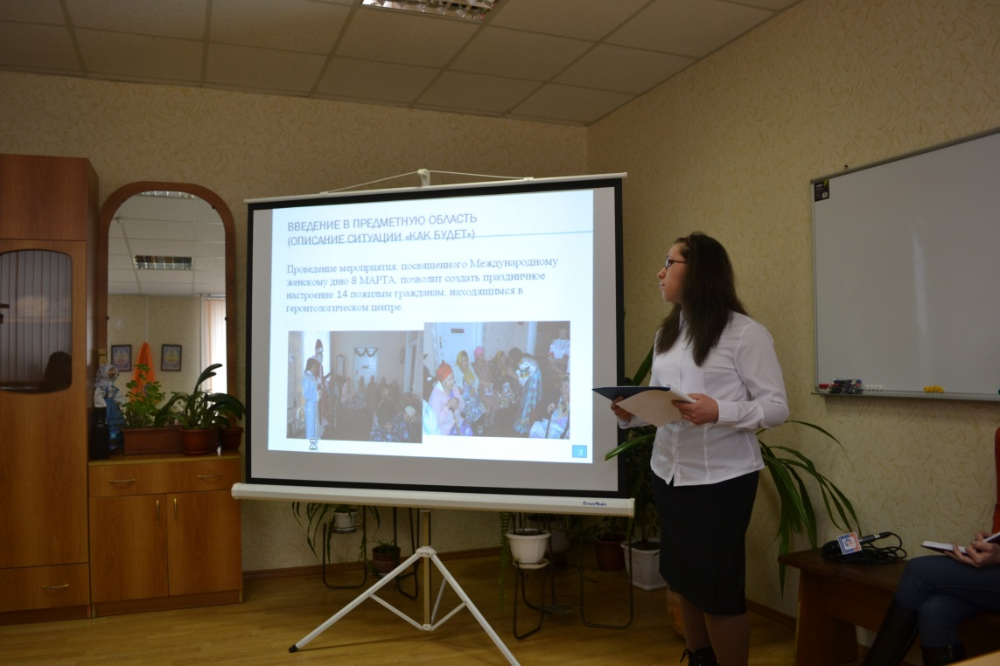 ВВЕДЕНИЕ В ПРЕДМЕТНУЮ ОБЛАСТЬ
(ОПИСАНИЕ СИТУАЦИИ «КАК БУДЕТ»)
Проведение мероприятия, посвященного Международному
женскому дню 8 МАРТА, позволит создать праздничное
настроение 14 пожилым гражданам, находящимся в
геронтологическом центре.
3
ScreenMedia